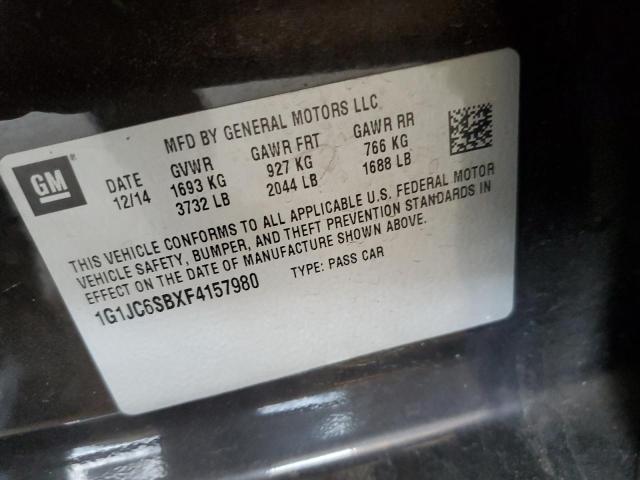 MFD BY GENERAL MOTORS LLC
GM ®
DATE GVWR GAWR FRT GAWR RR
12/14 1693 KG 927 KG 766 KG
3732 LB 2044 LB 1688 LB
THIS VEHICLE CONFORMS TO ALL APPLICABLE U.S. FEDERAL MOTOR
VEHICLE SAFETY, BUMPER, AND THEFT PREVENTION STANDARDS IN
EFFECT ON THE DATE OF MANUFACTURE SHOWN ABOVE.
1G1JC6SBXF4157980 TYPE: PASS CAR